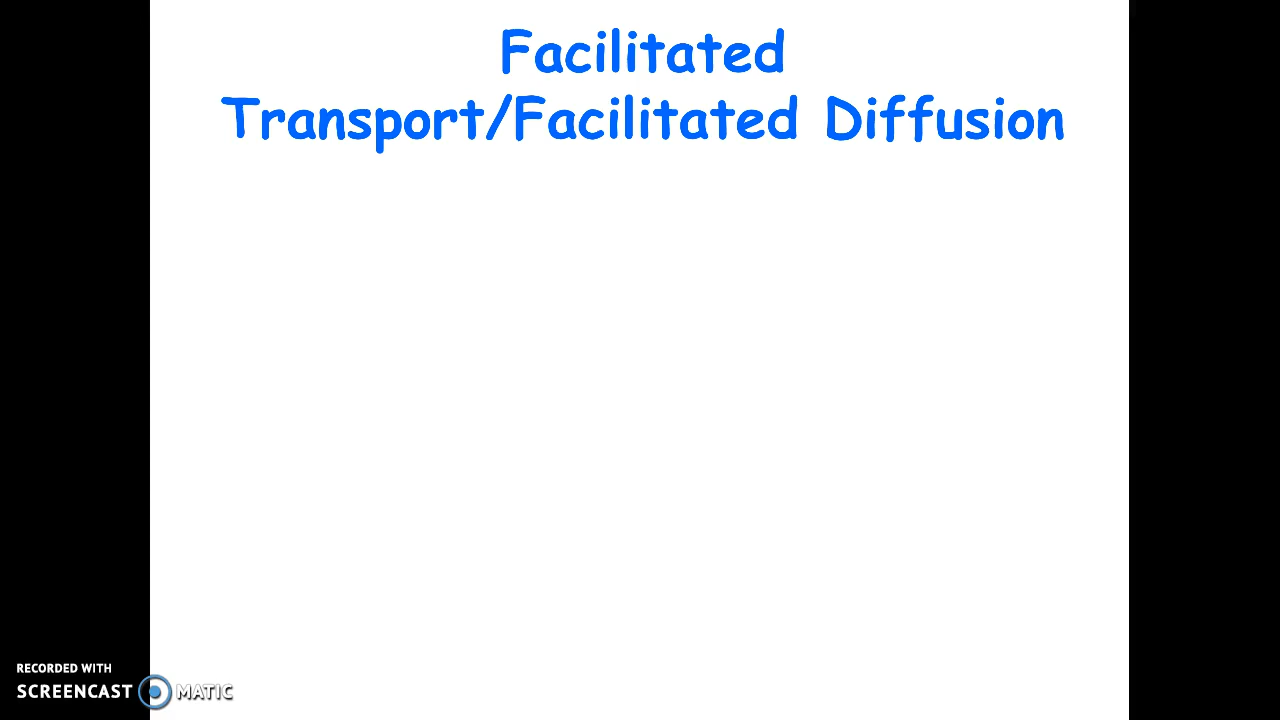 Facilitated
Transport/Facilitated Diffusion
RECORDED WITH
SCREENCAST MATIC